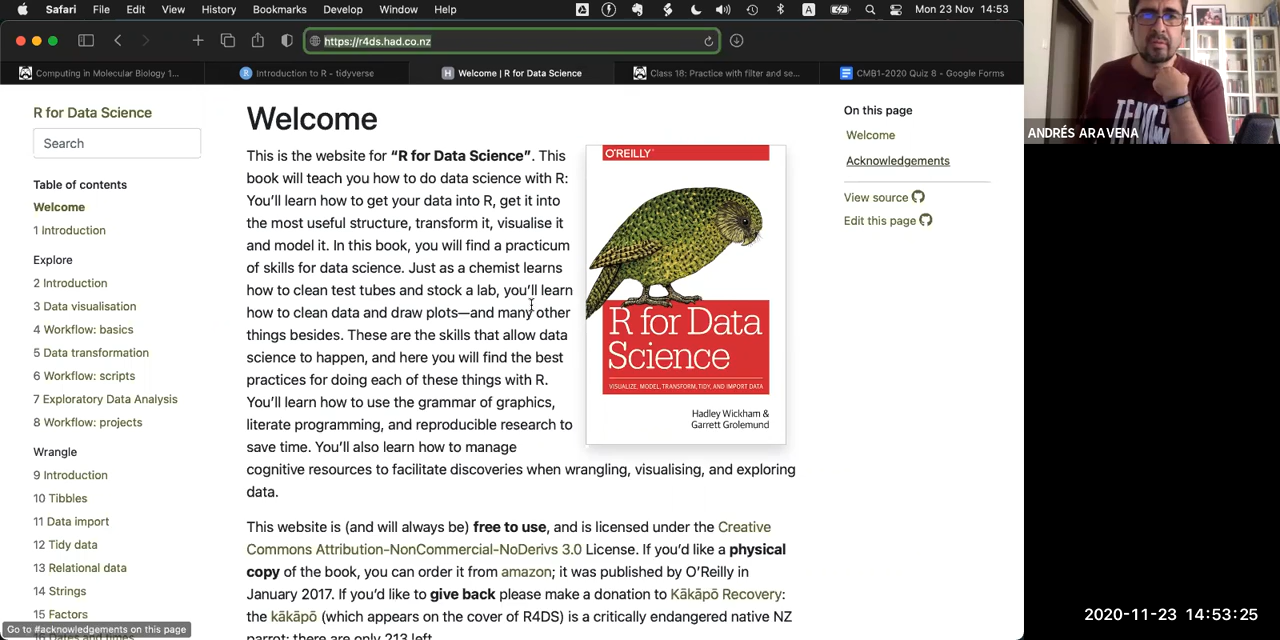 Safari File Edit View History Bookmarks Develop Window Help
A
Mon 23 Nov 14:53
https://r4ds.had.co.nz
Computing in Molecular Biology 1...
Introduction to R - tidyverse
Welcome | R for Data Science
Class 18: Practice with filter and se...
CMB1-2020 Quiz 8 - Google Forms
R for Data Science
Search
Table of contents
Welcome
1 Introduction
Explore
2 Introduction
3 Data visualisation
4 Workflow: basics
5 Data transformation
6 Workflow: scripts
7 Exploratory Data Analysis
8 Workflow: projects
Wrangle
9 Introduction
10 Tibbles
11 Data import
12 Tidy data
13 Relational data
14 Strings
15 Factors
Go to #acknowledgements on this page
Welcome
This is the website for “R for Data Science”. This
book will teach you how to do data science with R:
You’ll learn how to get your data into R, get it into
the most useful structure, transform it, visualise it
and model it. In this book, you will find a practicum
of skills for data science. Just as a chemist learns
how to clean test tubes and stock a lab, you’ll learn
how to clean data and draw plots—and many other
things besides. These are the skills that allow data
science to happen, and here you will find the best
practices for doing each of these things with R.
You’ll learn how to use the grammar of graphics,
literate programming, and reproducible research to
save time. You’ll also learn how to manage
cognitive resources to facilitate discoveries when wrangling, visualising, and exploring
data.
This website is (and will always be) free to use, and is licensed under the Creative
Commons Attribution-NonCommercial-NoDerivs 3.0 License. If you’d like a physical
copy of the book, you can order it from amazon; it was published by O’Reilly in
January 2017. If you’d like to give back please make a donation to Kākāpō Recovery:
the kākāpō (which appears on the cover of R4DS) is a critically endangered native NZ
parrot; there are only 213 left.
O’REILLY
R for Data
Science
VISUALIZE, MODEL, TRANSFORM, TIDY, AND IMPORT DATA
Hadley Wickham &
Garrett Grolemund
On this page
Welcome
Acknowledgements
View source
Edit this page
ANDRÉS ARAVENA
2020-11-23 14:53:25